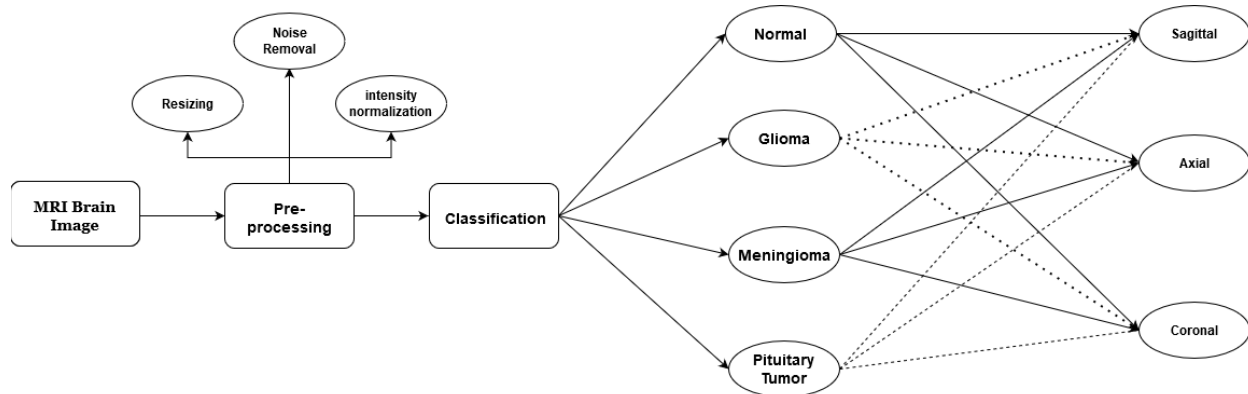 MRI Brain
Image
Pre-
processing
Resizing
Noise
Removal
intensity
normalization
Classification
Normal
Glioma
Meningioma
Pituitary
Tumor
Sagittal
Axial
Coronal